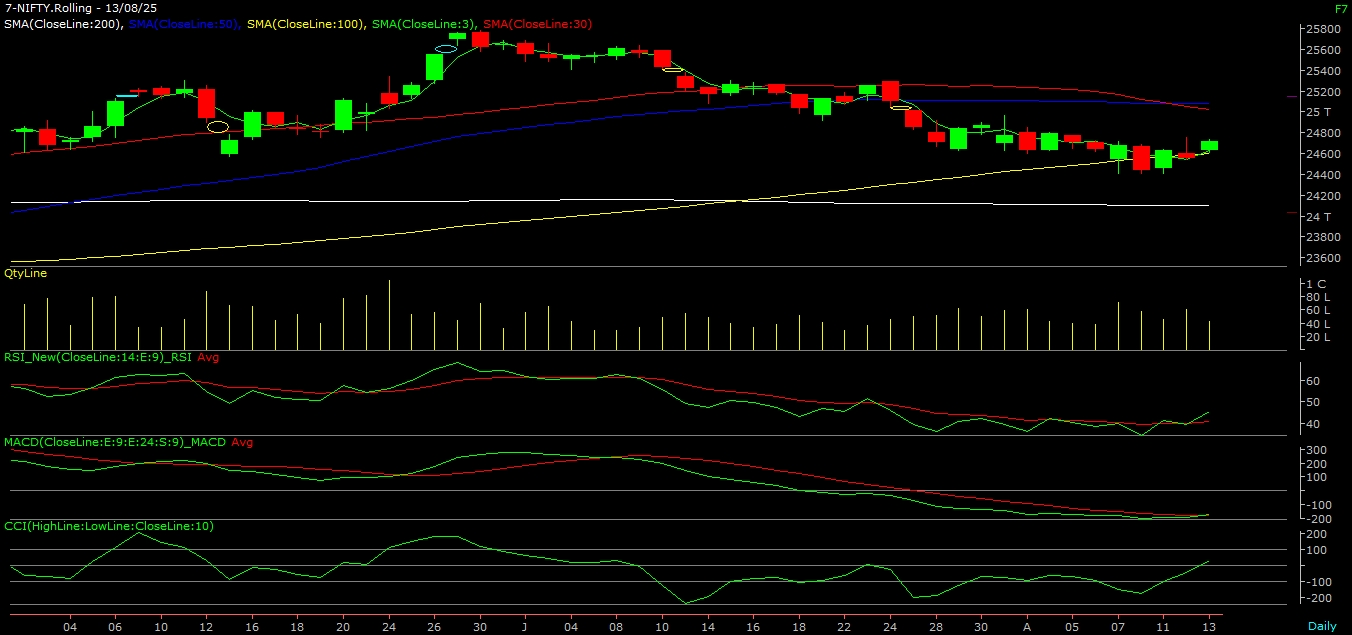 7-NIFTY.Rolling - 13/08/25
F7
SMA(CloseLine:200), SMA(CloseLine:50), SMA(CloseLine:100), SMA(CloseLine:3), SMA(CloseLine:30)
25800
25600
25400
25200
25 T
24800
24600
24400
24200
24 T
23800
23600
QtyLine
1 C
80 L
60 L
40 L
20 L
RSI_New(CloseLine:14:E:9)_RSI Avg
60
50
40
MACD(CloseLine:E:9:E:24:S:9)_MACD Avg
300
200
100
-100
-200
CCI(HighLine:LowLine:CloseLine:10)
200
100
-100
-200
04 06 10 12 16 18 20 24 26 30 J 04 08 10 14 16 18 22 24 28 30 A 05 07 11 13
Daily